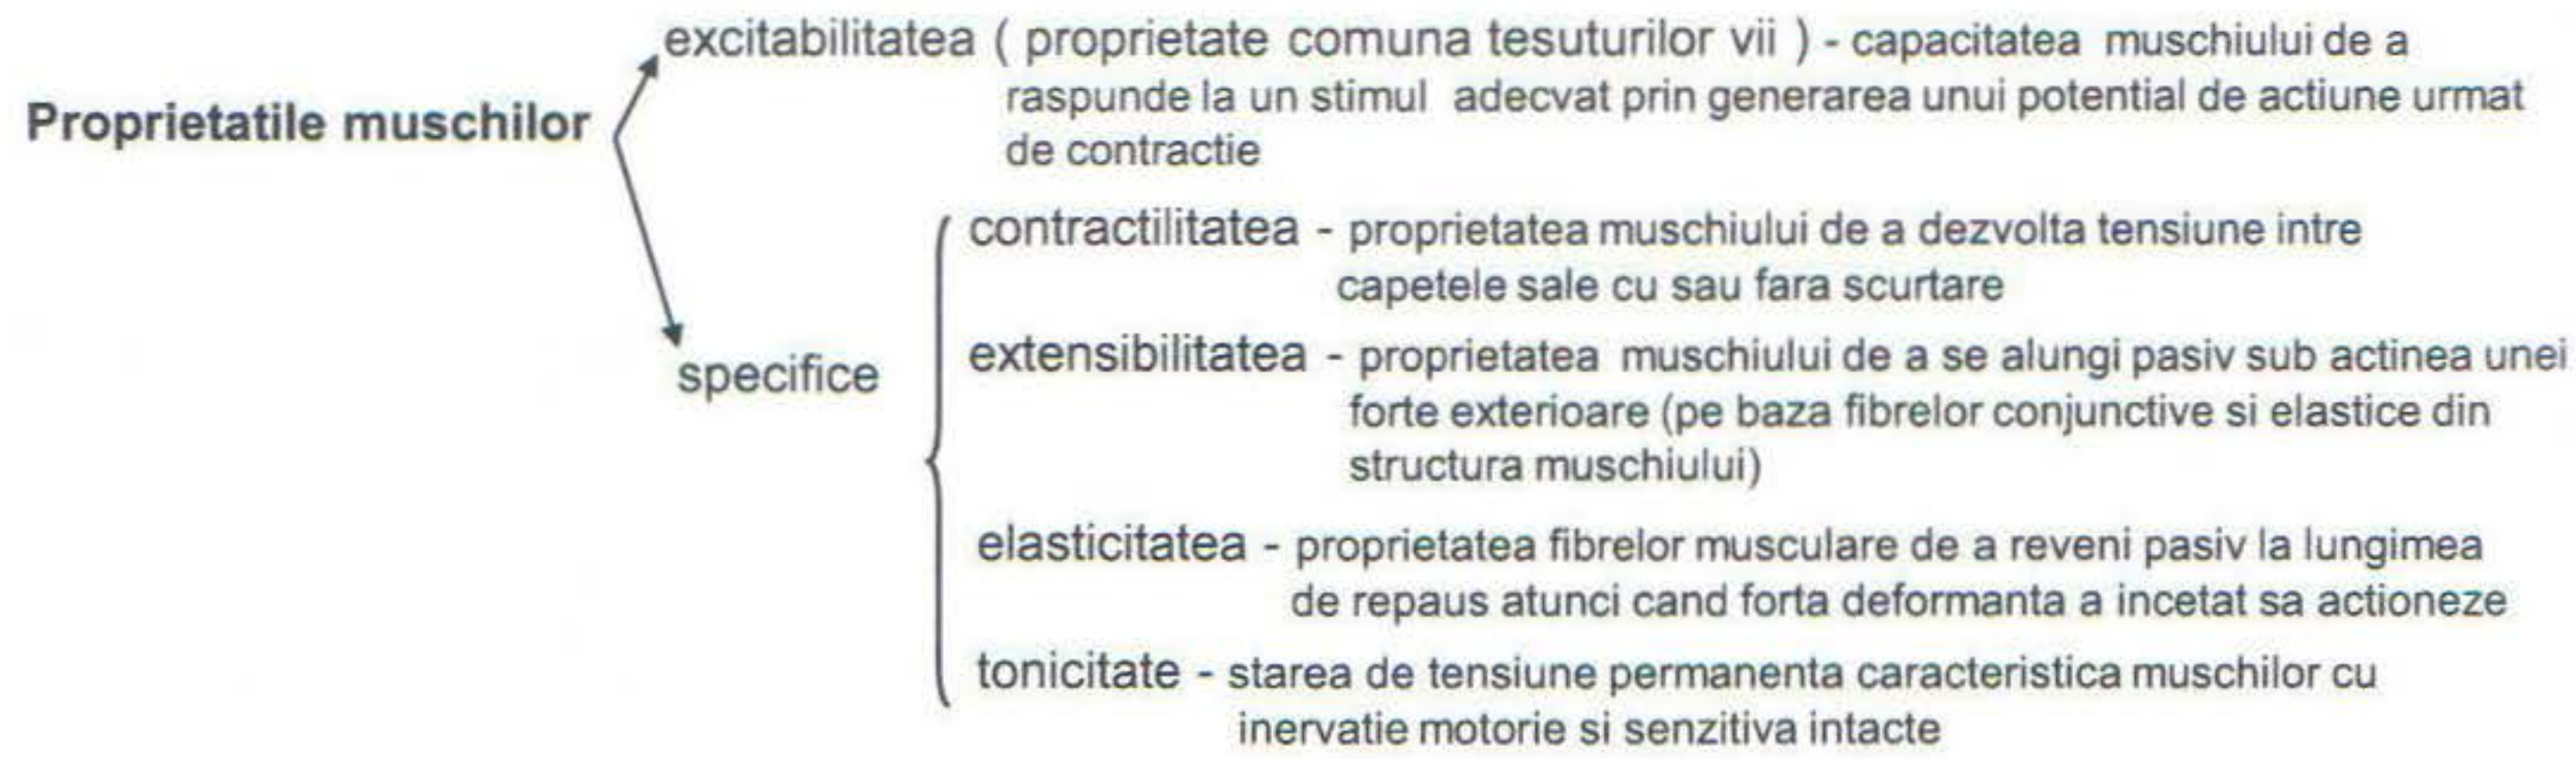 excitabilitatea ( proprietate comuna tesuturilor vii ) - capacitatea muschiului de a
Proprietatile muschilor
raspunde la un stimul adecvat prin generarea unui potential de actiune urmat
de contractie
contractilitatea - proprietatea muschiului de a dezvolta tensiune intre
capetele sale cu sau fara scurtare
specifice
extensibilitatea - proprietatea muschiului de a se alungi pasiv sub actinea unei
forte exterioare (pe baza fibrelor conjunctive si elastice din
structura muschiului)
elasticitatea - proprietatea fibrelor musculare de a reveni pasiv la lungimea
de repaus atunci cand forta deformanta a incetat sa actioneze
tonicitate - starea de tensiune permanenta caracteristica muschilor cu
inervatie motorie si senzitiva intacte